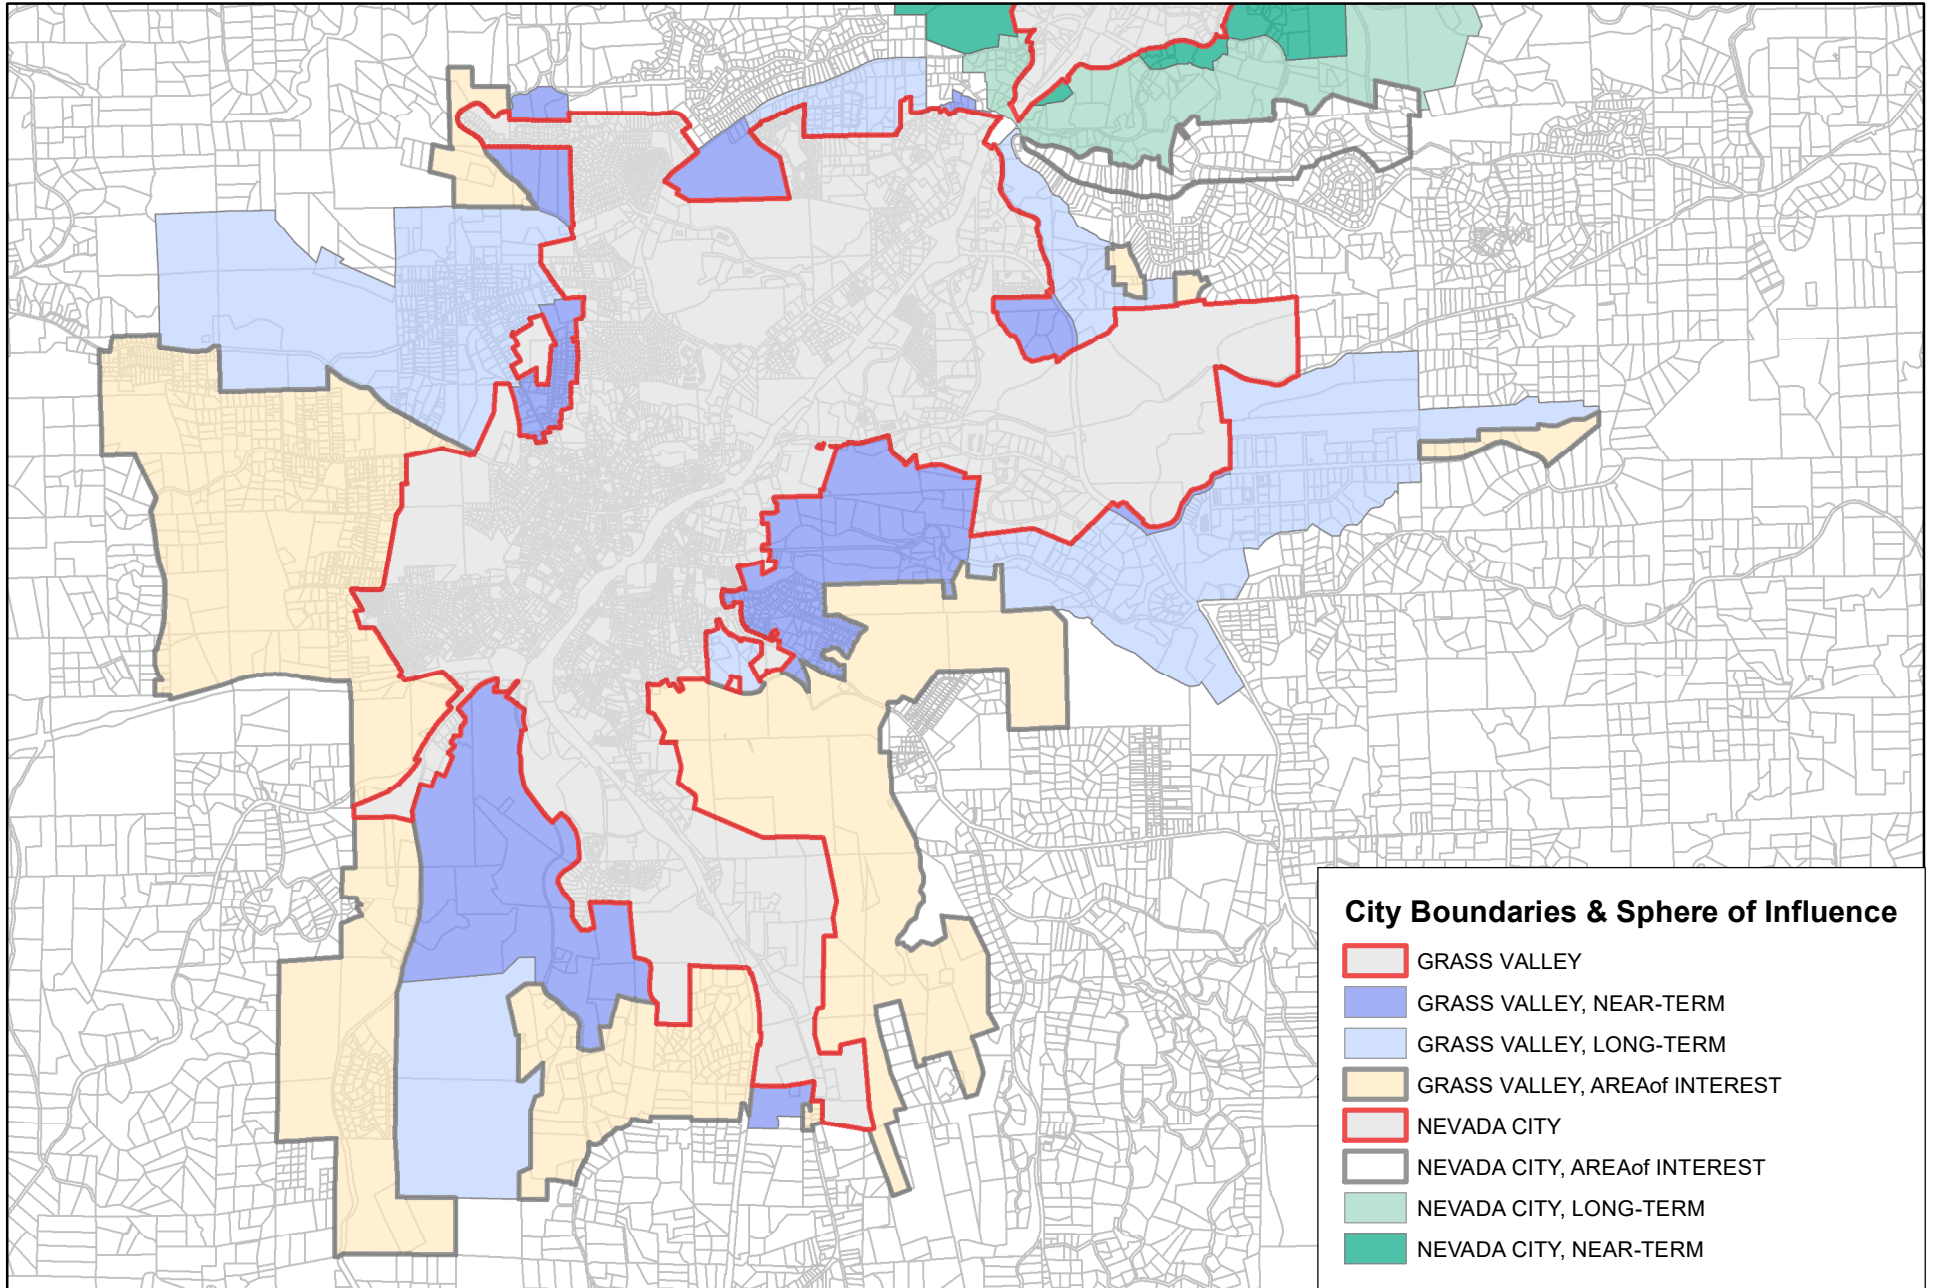 City Boundaries & Sphere of Influence
GRASS VALLEY
GRASS VALLEY, NEAR-TERM
GRASS VALLEY, LONG-TERM
GRASS VALLEY, AREAof INTEREST
NEVADA CITY
NEVADA CITY, AREAof INTEREST
NEVADA CITY, LONG-TERM
NEVADA CITY, NEAR-TERM